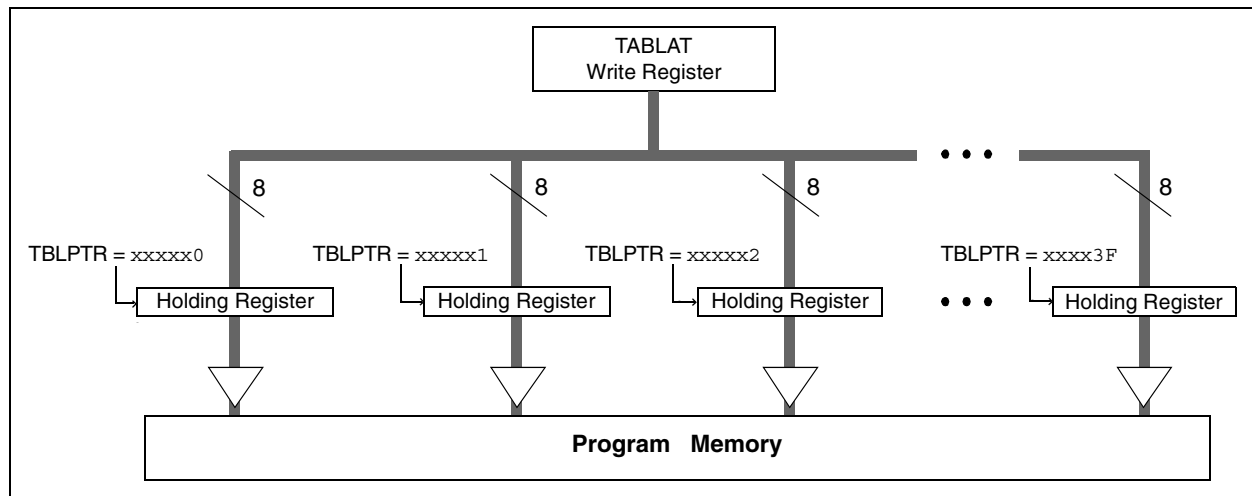 TABLAT
Write Register
8
8
8
8
TBLPTR = xxxxx0
TBLPTR = xxxxx1
TBLPTR = xxxxx2
TBLPTR = xxxx3F
Holding Register
Holding Register
Holding Register
Holding Register
Program Memory